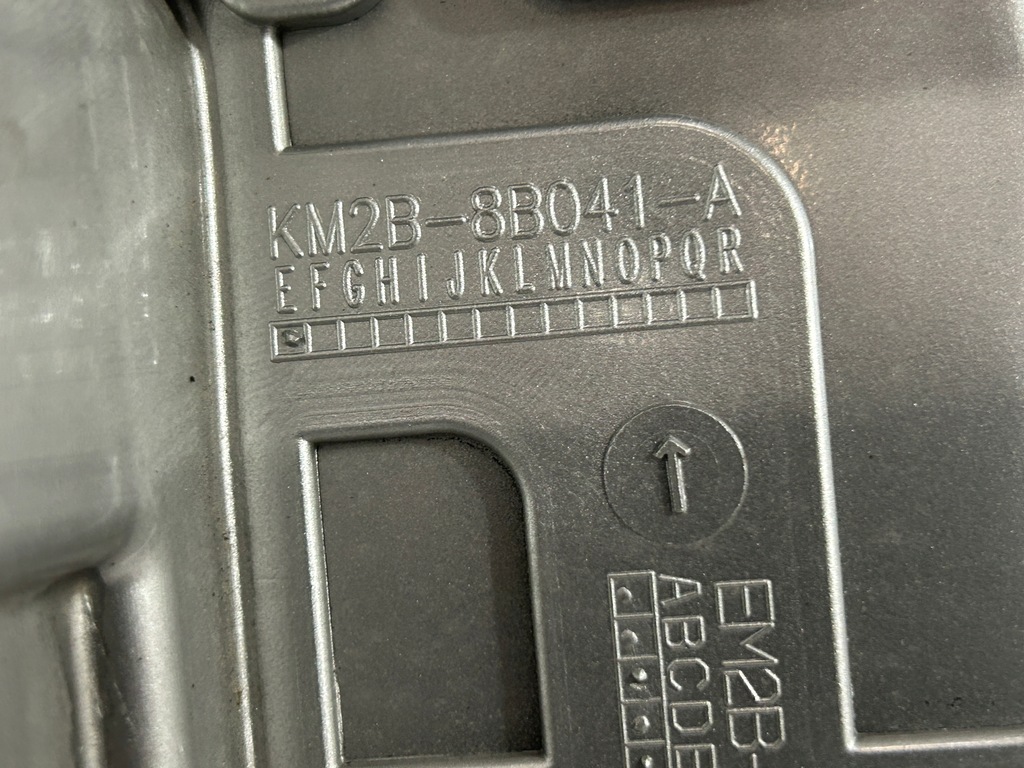 KM2B-8B041-A
EFGHIJKLMNOPQR
EM2B-
ABCDE